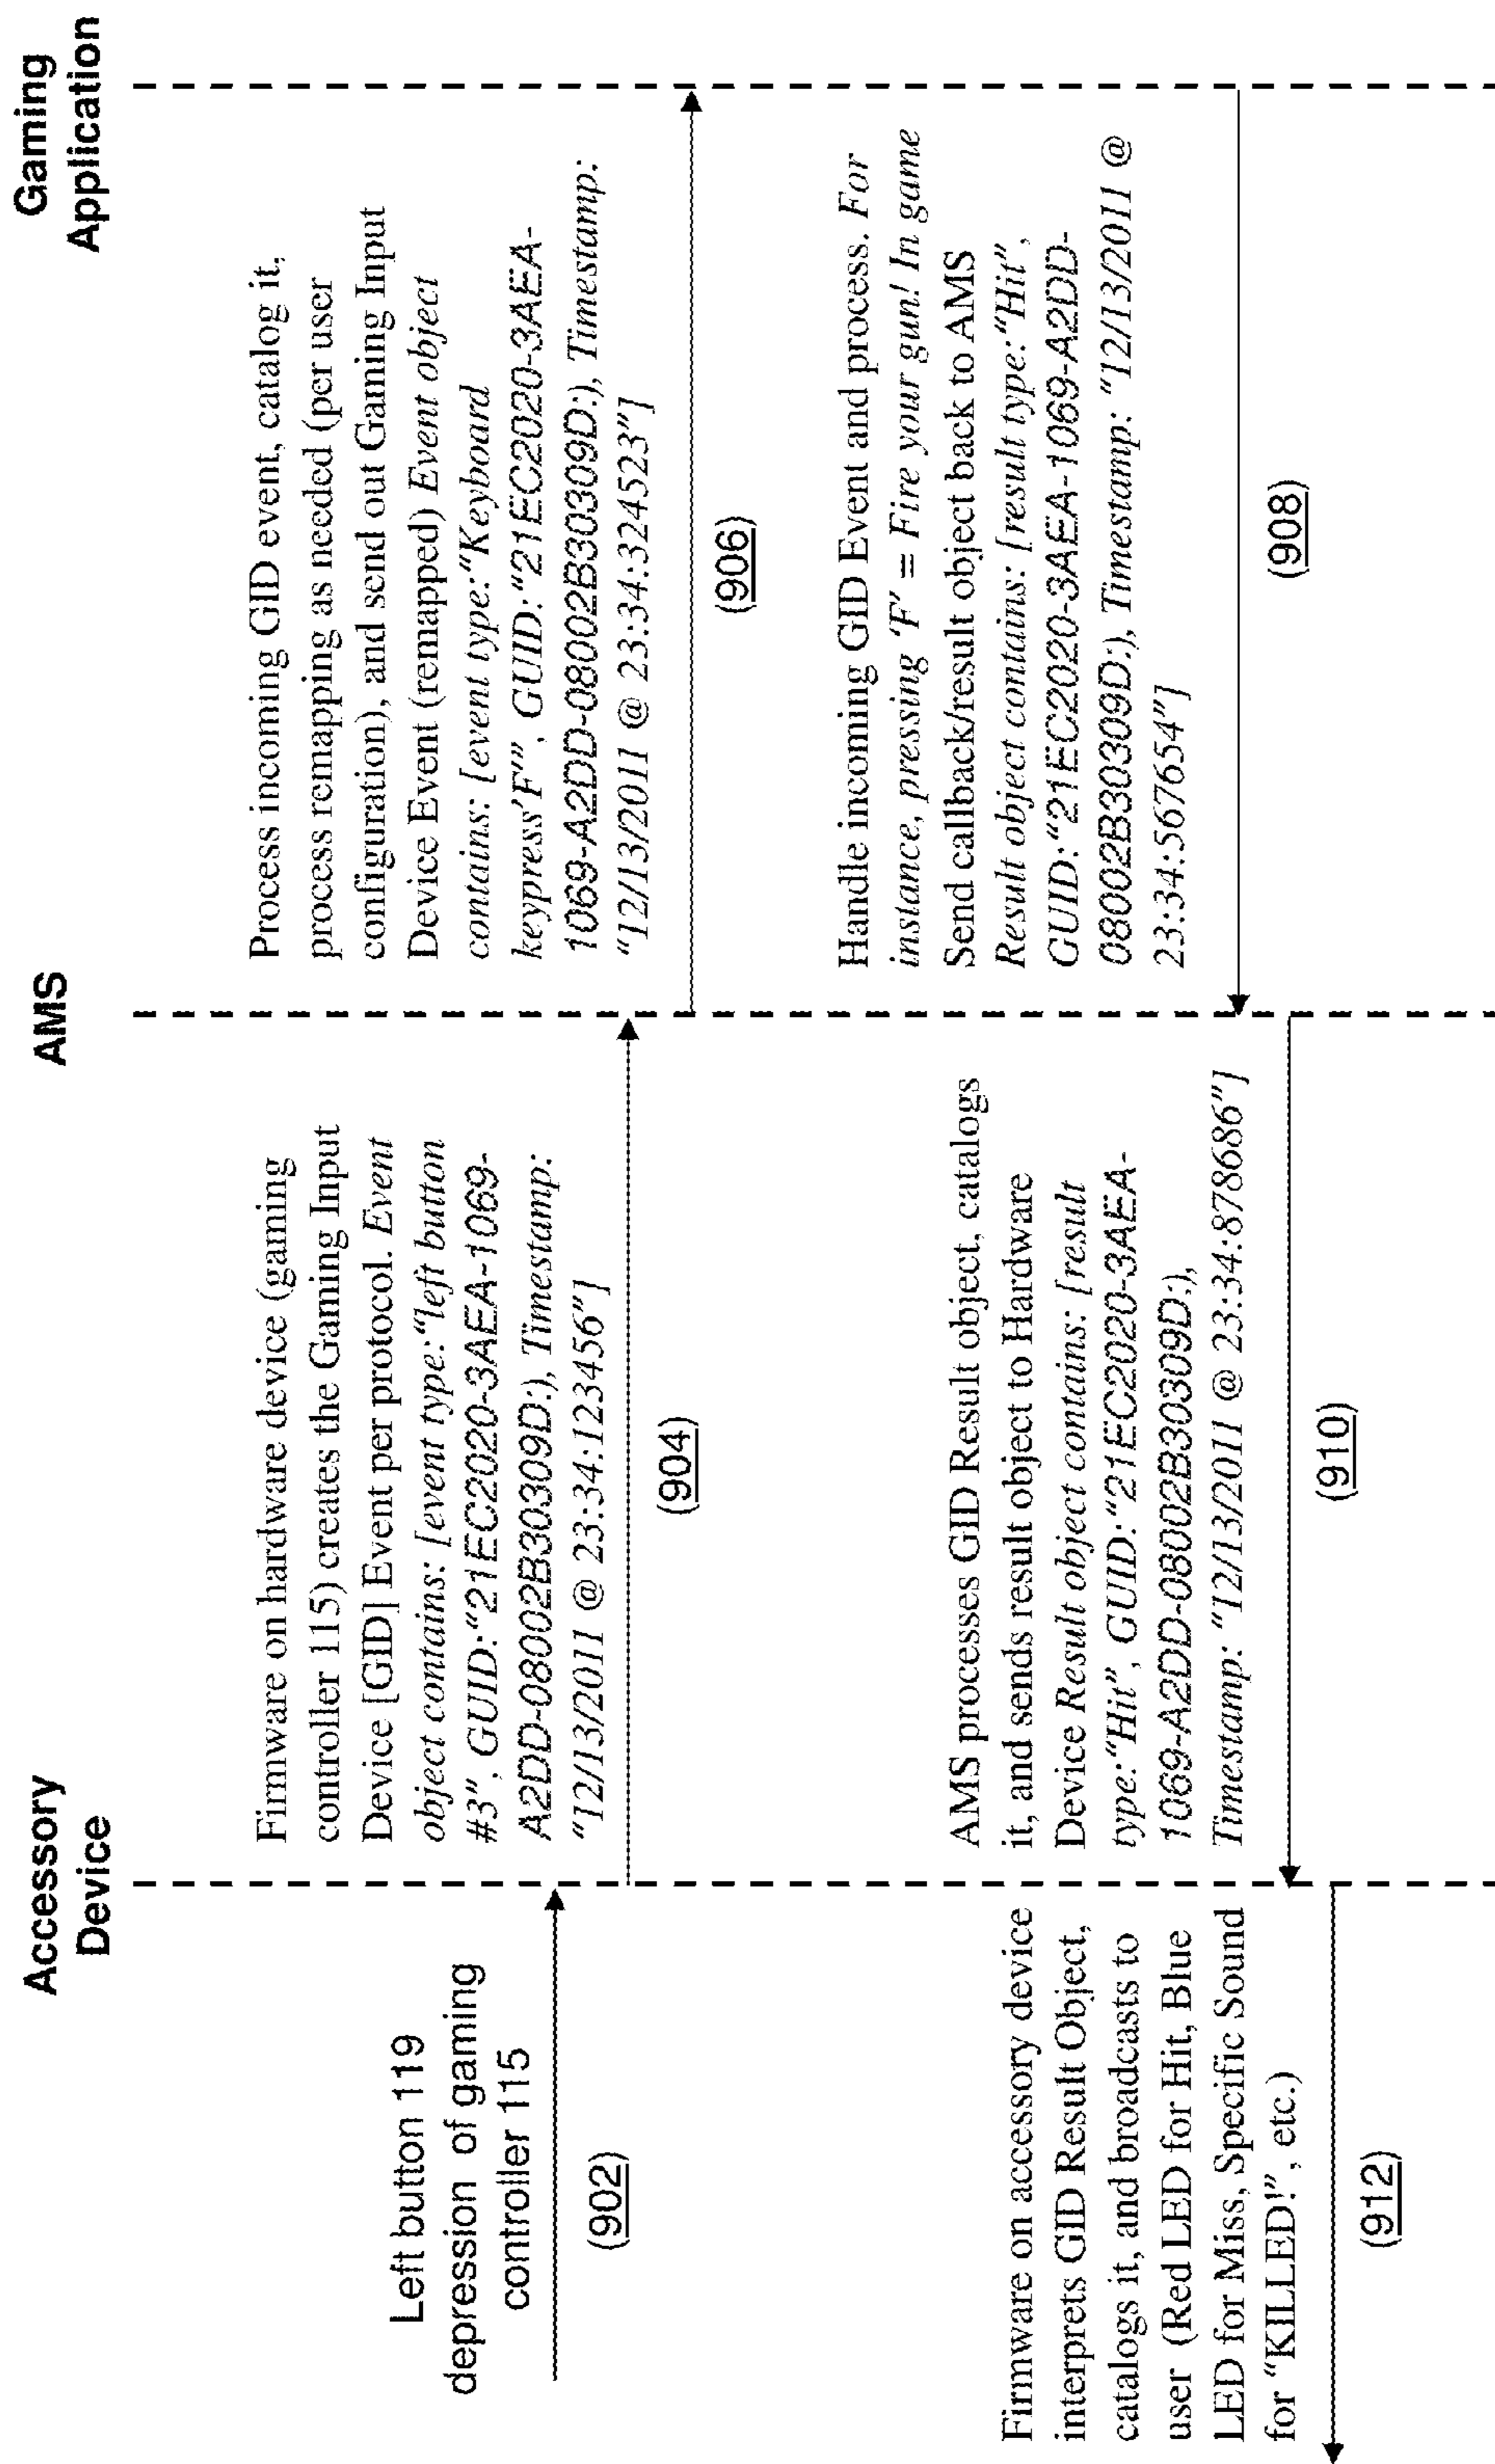 Accessory
Device
AMS
Gaming
Application
Left button 119
depression of gaming
controller 115
(902)
Firmware on hardware device (gaming
controller 115) creates the Gaming Input
Device [GID] Event per protocol. Event
object contains: [event type:“left button
#3”, GUID:“21EC2020-3AEA-1069-
A2DD-08002B30309D:), Timestamp:
“12/13/2011 @ 23:34:123456”]
(904)
Process incoming GID event, catalog it,
process remapping as needed (per user
configuration), and send out Gaming Input
Device Event (remapped) Event object
contains: [event type:“Keyboard
keypress‘F’”, GUID:“21EC2020-3AEA-
1069-A2DD-08002B30309D:), Timestamp:
“12/13/2011 @ 23:34:324523”]
(906)
Handle incoming GID Event and process. For
instance, pressing ‘F’ = Fire your gun! In game
Send callback/result object back to AMS
Result object contains: [result type:“Hit”,
GUID:“21EC2020-3AEA-1069-A2DD-
08002B30309D:), Timestamp: “12/13/2011 @
23:34:567654”]
(908)
AMS processes GID Result object, catalogs
it, and sends result object to Hardware
Device Result object contains: [result
type:“Hit”, GUID:“21EC2020-3AEA-
1069-A2DD-08002B30309D:),
Timestamp: “12/13/2011 @ 23:34:878686”]
(910)
Firmware on accessory device
interprets GID Result Object,
catalogs it, and broadcasts to
user (Red LED for Hit, Blue
LED for Miss, Specific Sound
for “KILLED!”, etc.)
(912)